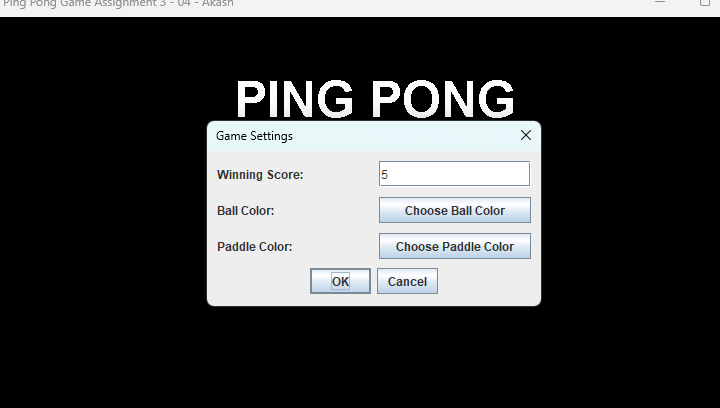 Ping Pong Game Assignment 3 - 04 - Akash
PING PONG
Game Settings
Winning Score: 5
Ball Color: Choose Ball Color
Paddle Color: Choose Paddle Color
OK Cancel